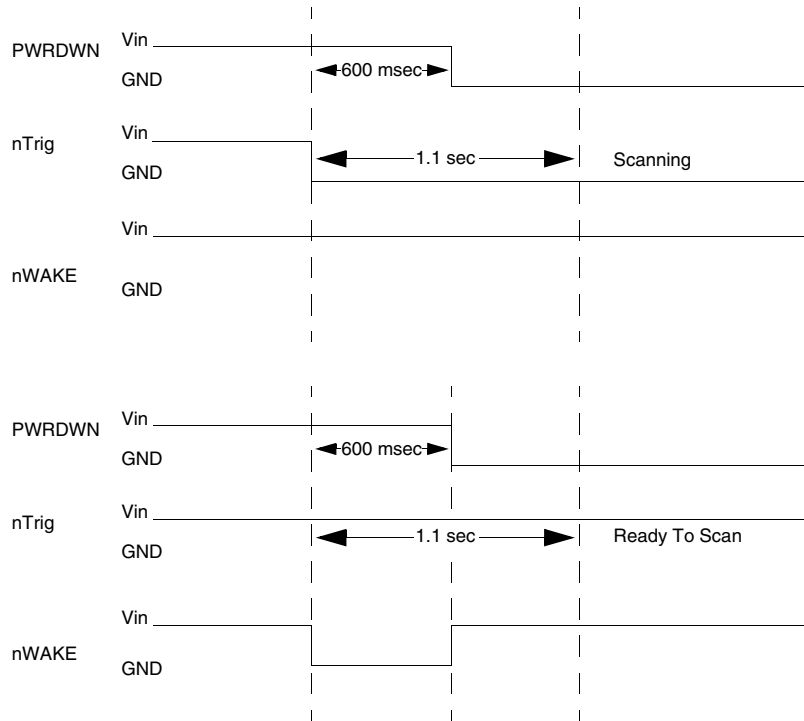 PWRDWN
Vin
GND
600 msec
nTrig
Vin
GND
1.1 sec
Scanning
nWAKE
Vin
GND
PWRDWN
Vin
GND
600 msec
nTrig
Vin
GND
1.1 sec
Ready To Scan
nWAKE
Vin
GND